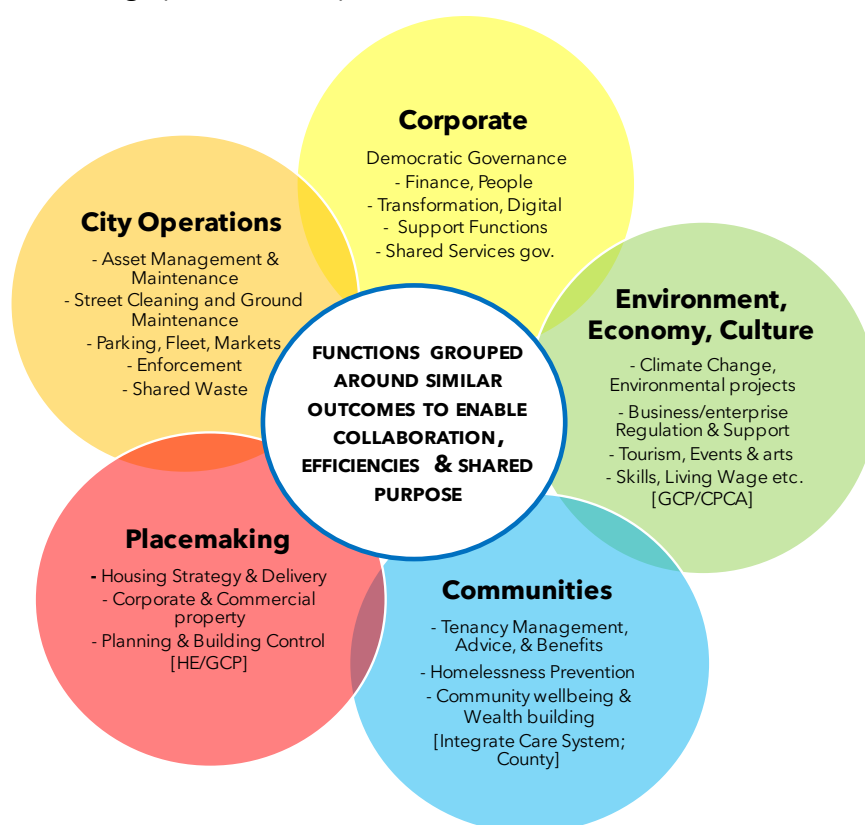 Corporate
Democratic Governance
- Finance, People
- Transformation, Digital
- Support Functions
- Shared Services gov.
City Operations
- Asset Management &
Maintenance
- Street Cleaning and Ground
Maintenance
- Parking, Fleet, Markets
- Enforcement
- Shared Waste
Environment,
Economy, Culture
- Climate Change,
Environmental projects
- Business/enterprise
Regulation & Support
- Tourism, Events & arts
- Skills, Living Wage etc.
[GCP/CPCA]
FUNCTIONS GROUPED
AROUND SIMILAR
OUTCOMES TO ENABLE
COLLABORATION,
EFFICIENCIES & SHARED
PURPOSE
Placemaking
- Housing Strategy & Delivery
- Corporate & Commercial
property
- Planning & Building Control
[HE/GCP]
Communities
- Tenancy Management,
Advice, & Benefits
- Homelessness Prevention
- Community wellbeing &
Wealth building
[Integrate Care System;
County]